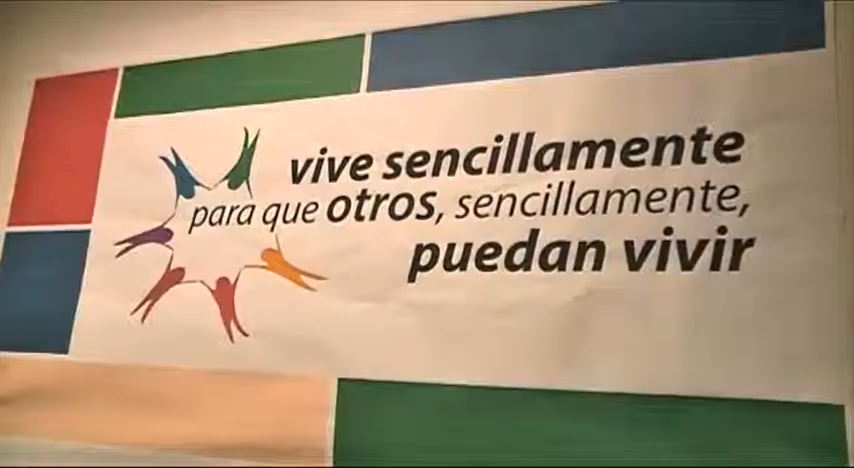 vive sencillamente
para que otros, sencillamente,
puedan vivir